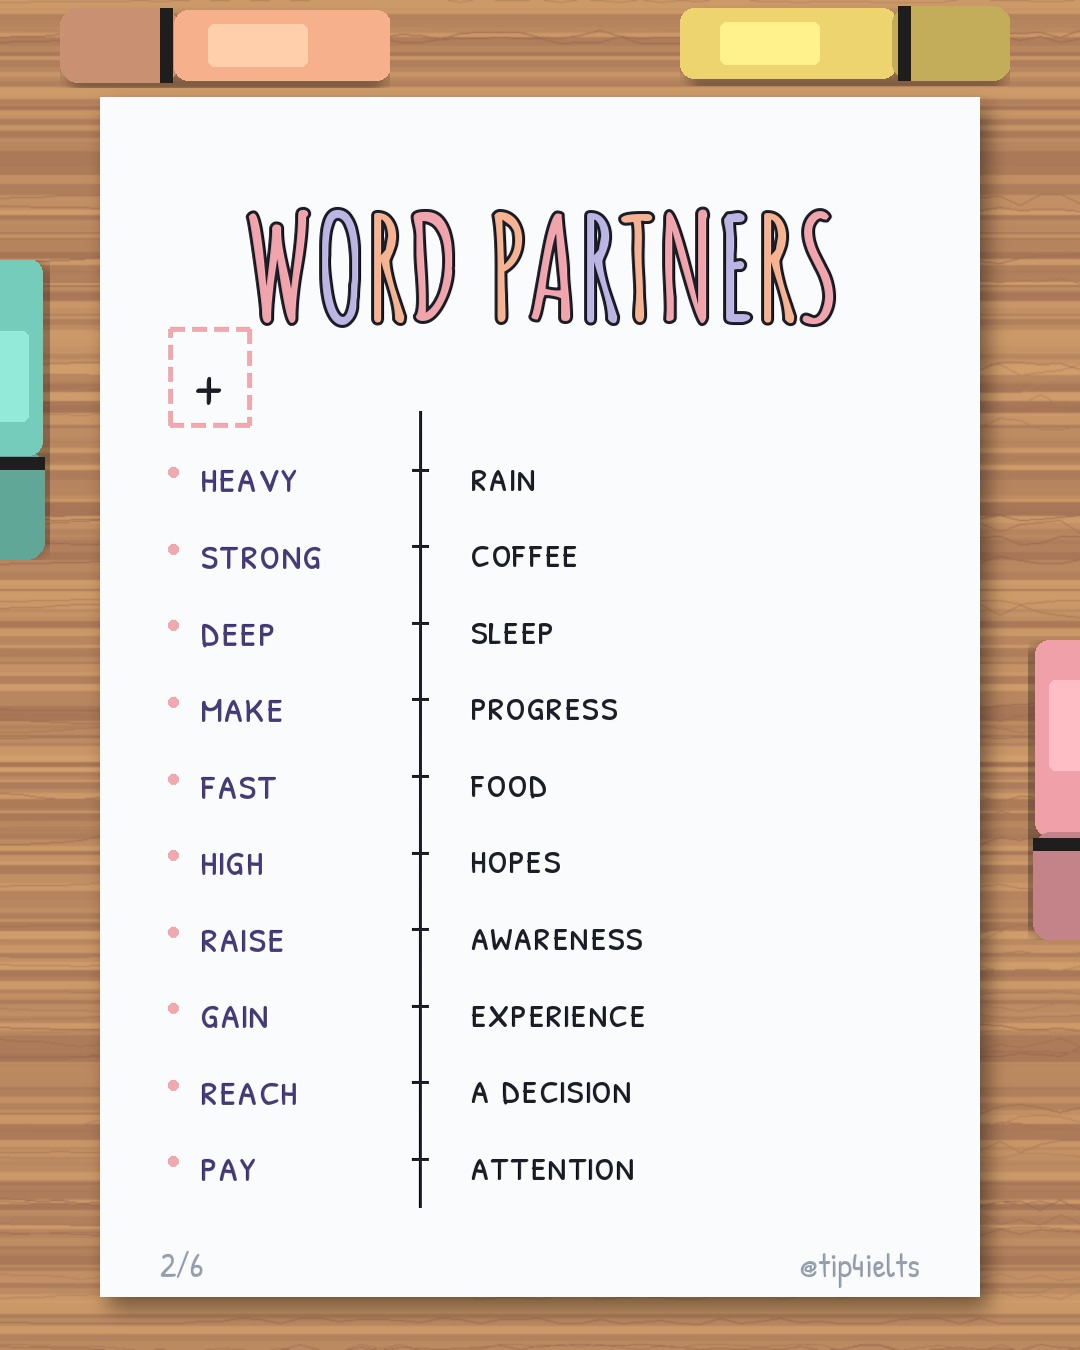 WORD PARTNERS
+
HEAVY RAIN
STRONG COFFEE
DEEP SLEEP
MAKE PROGRESS
FAST FOOD
HIGH HOPES
RAISE AWARENESS
GAIN EXPERIENCE
REACH A DECISION
PAY ATTENTION
2/6 @tip4ielts